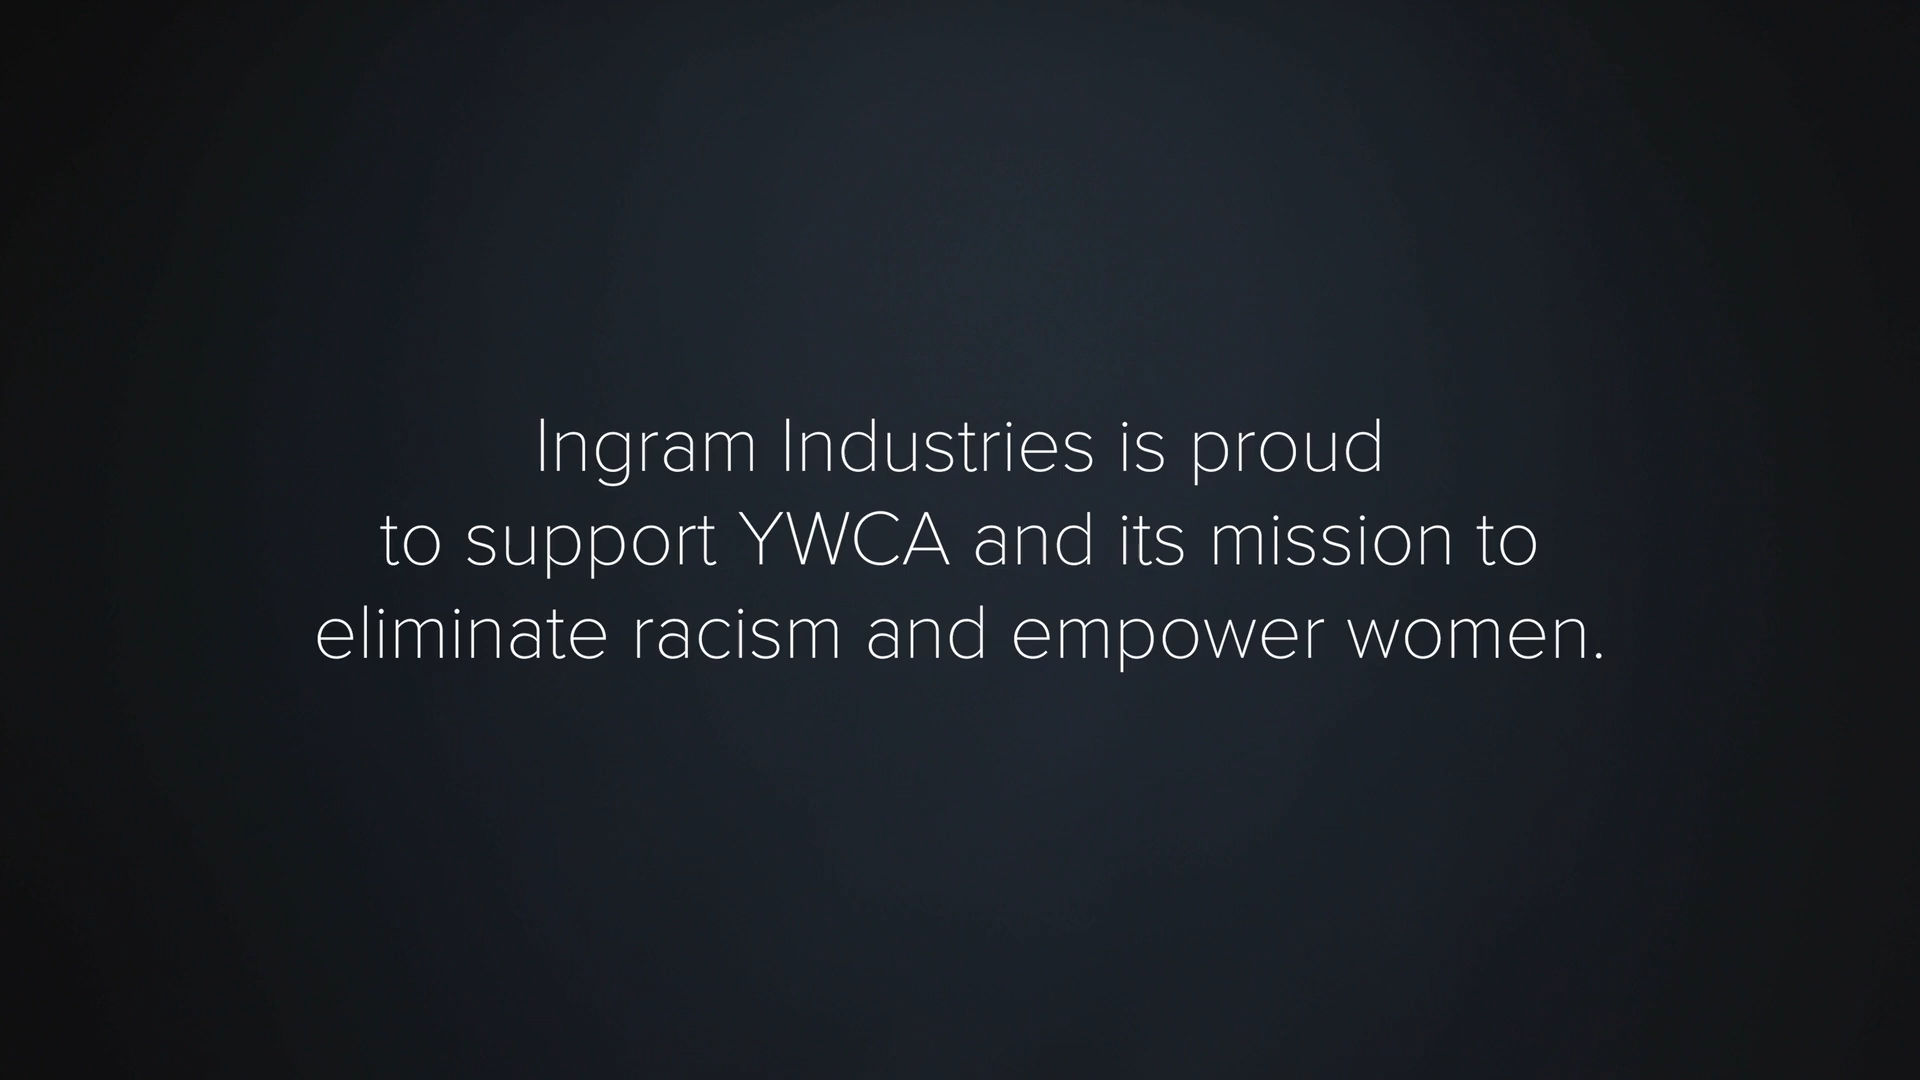 Ingram Industries is proud
to support YWCA and its mission to
eliminate racism and empower women.